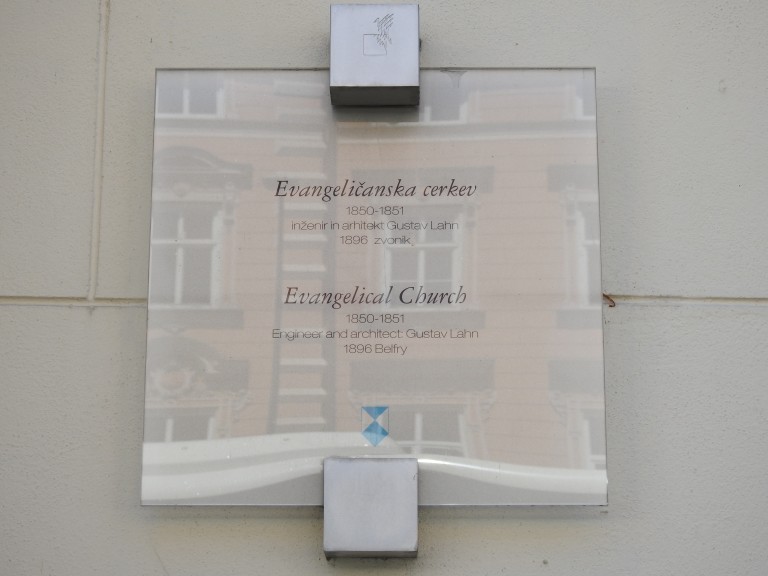 Evangeličanska cerkev
1850-1851
inženir in arhitekt Gustav Lahn
1896 zvonik
Evangelical Church
1850-1851
Engineer and architect: Gustav Lahn
1896 Belfry